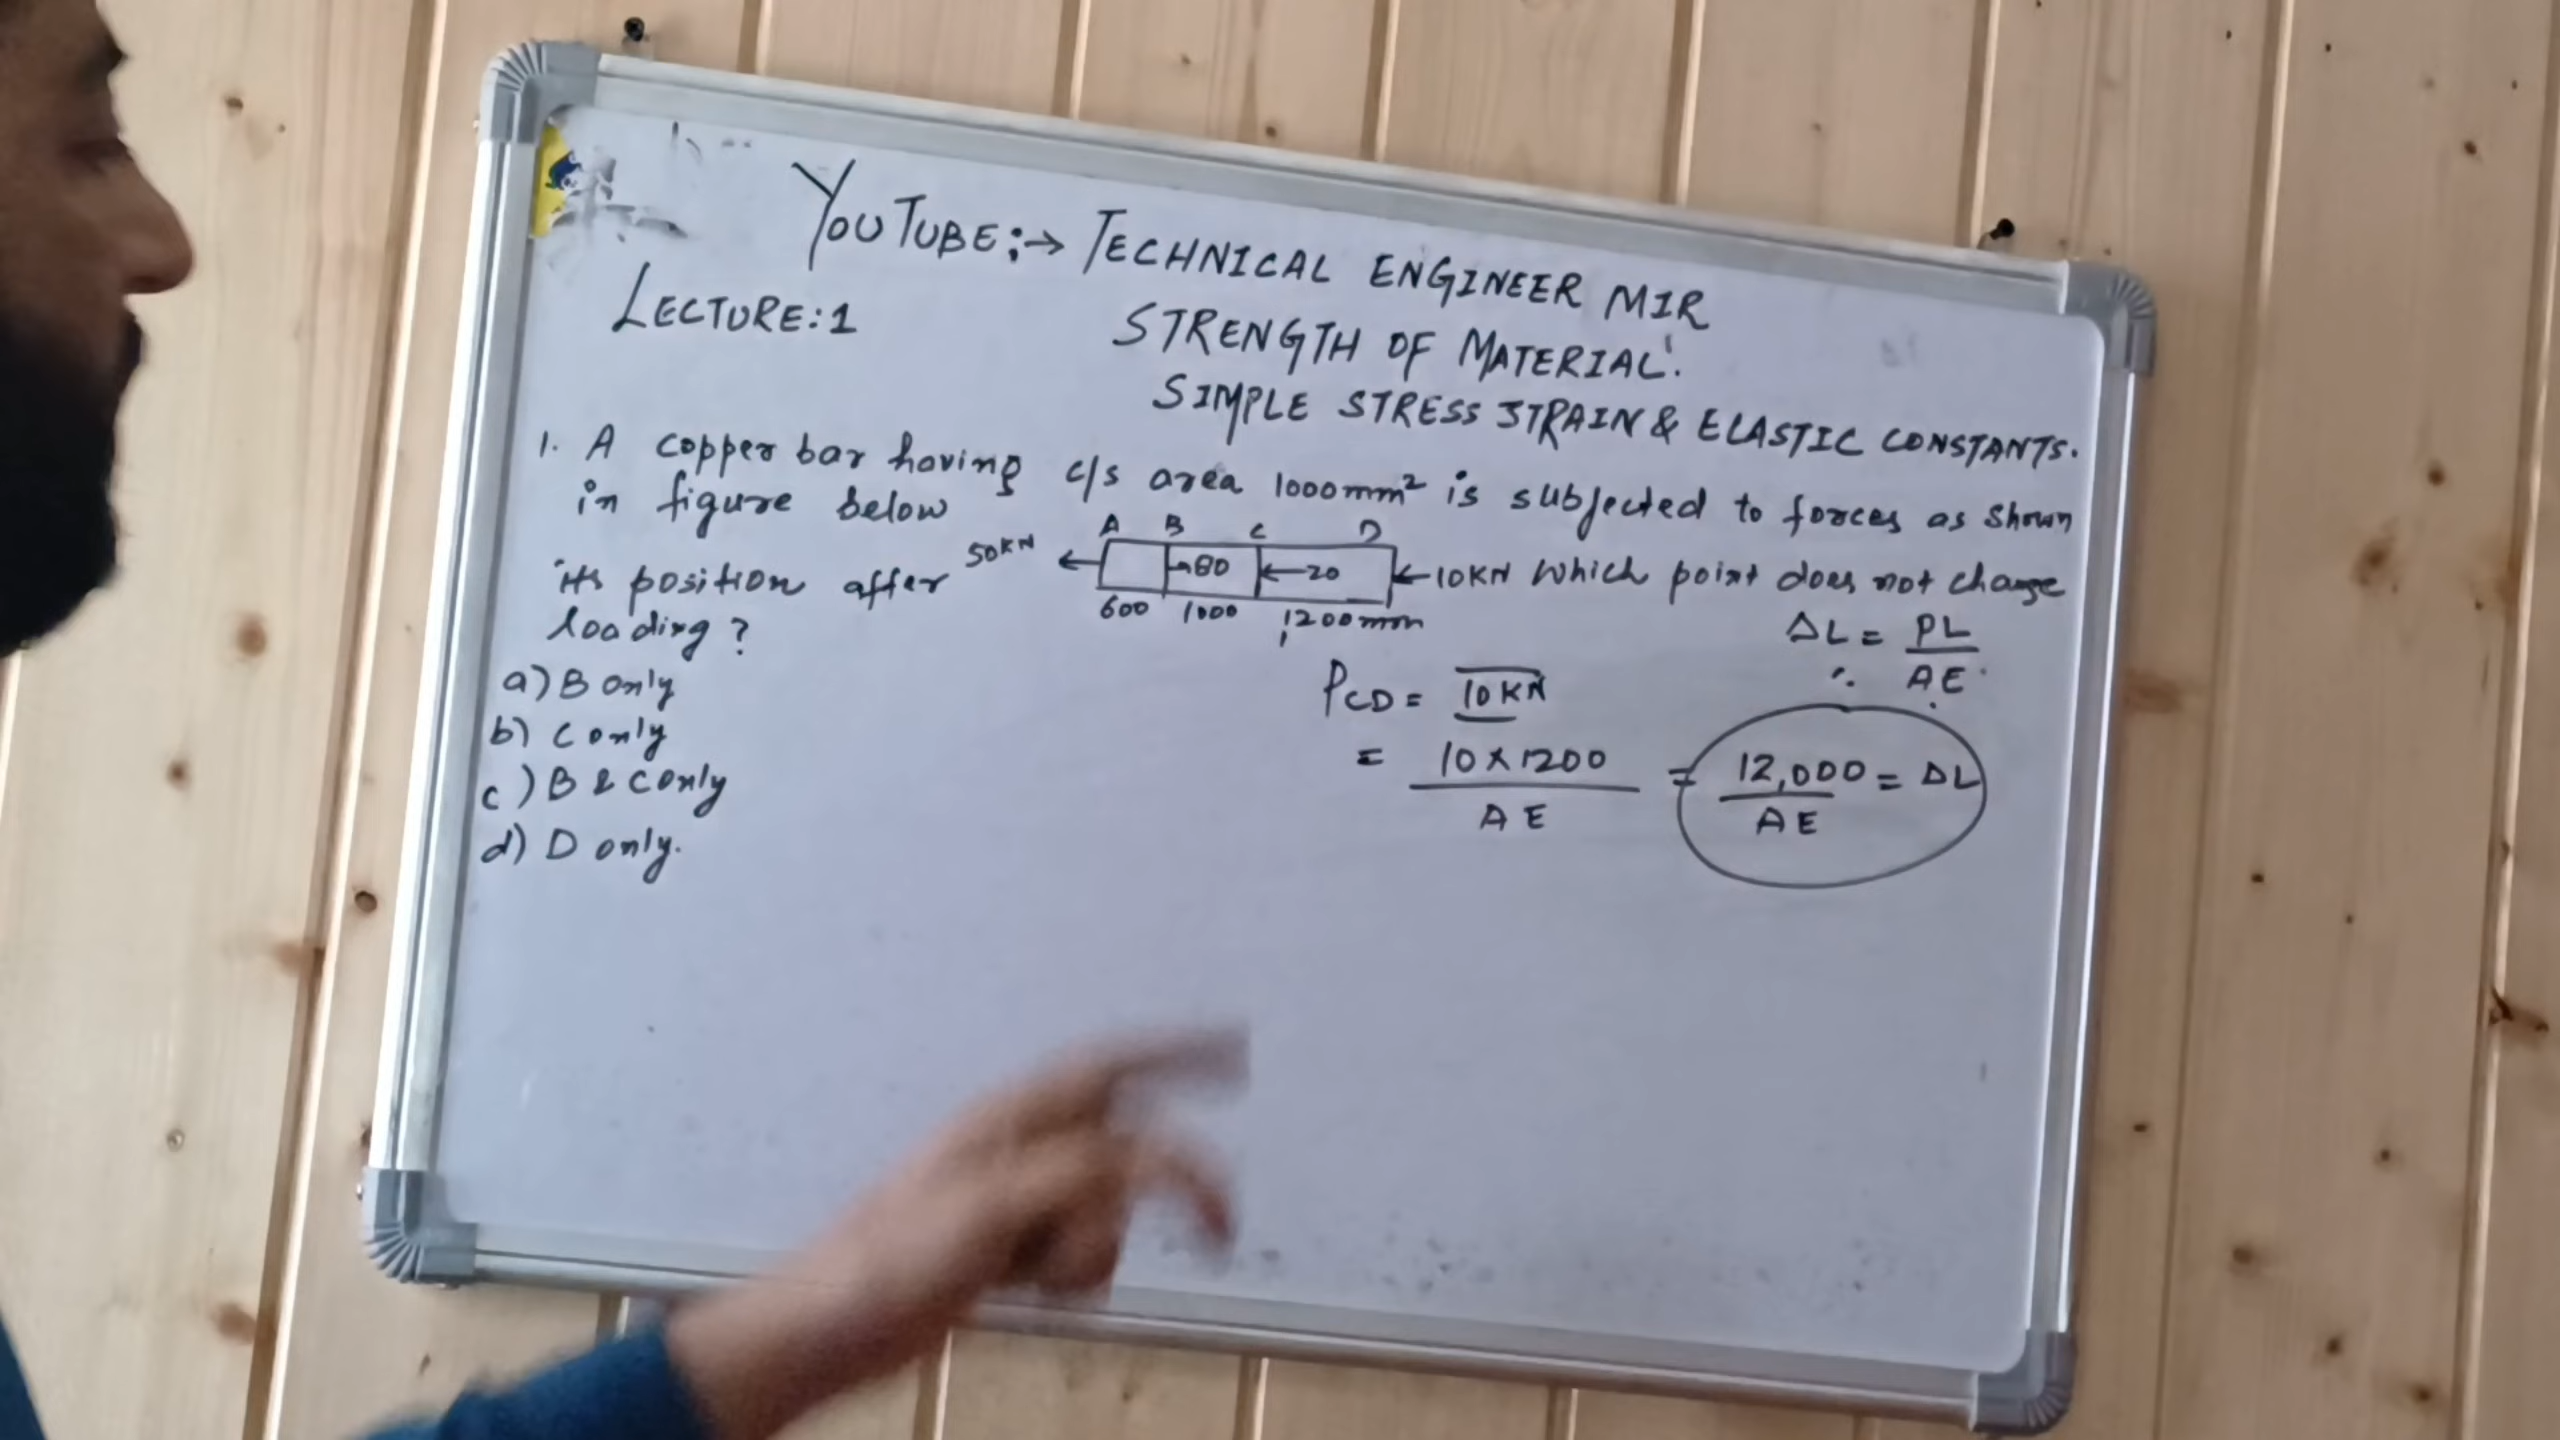 YOUTUBE:→ TECHNICAL ENGINEER MIR
LECTURE:1
STRENGTH OF MATERIAL.
SIMPLE STRESS STRAIN & ELASTIC CONSTANTS.
1. A copper bar having c/s area 1000mm² is subjected to forces as shown
in figure below
A B C D
50KN ← →80 ←20 ←10KN which point does not change
600 1000 1200mm
its position after
loading?
a) B only
b) C only
c) B & C only
d) D only.
ΔL = PL/AE
PCD = 10KN
= 10×1200/AE = 12,000/AE = ΔL